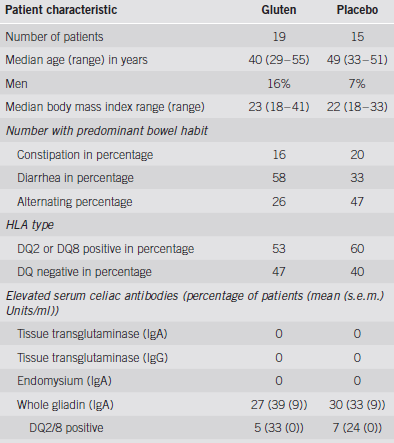 Patient characteristic Gluten Placebo
Number of patients 19 15
Median age (range) in years 40 (29–55) 49 (33–51)
Men 16% 7%
Median body mass index range (range) 23 (18–41) 22 (18–33)
Number with predominant bowel habit
Constipation in percentage 16 20
Diarrhea in percentage 58 33
Alternating percentage 26 47
HLA type
DQ2 or DQ8 positive in percentage 53 60
DQ negative in percentage 47 40
Elevated serum celiac antibodies (percentage of patients (mean (s.e.m.)
Units/ml))
Tissue transglutaminase (IgA) 0 0
Tissue transglutaminase (IgG) 0 0
Endomysium (IgA) 0 0
Whole gliadin (IgA) 27 (39 (9)) 30 (33 (9))
DQ2/8 positive 5 (33 (0)) 7 (24 (0))